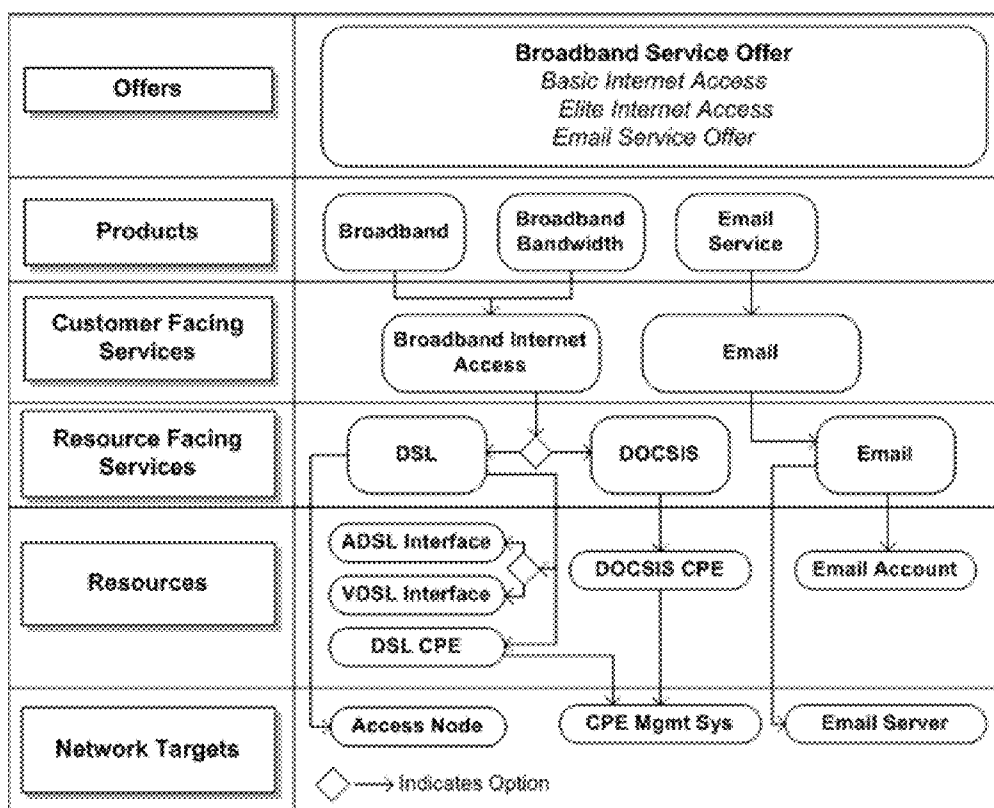 Offers
Broadband Service Offer
Basic Internet Access
Elite Internet Access
Email Service Offer
Products
Broadband
Broadband
Bandwidth
Email
Service
Customer Facing
Services
Broadband Internet
Access
Email
Resource Facing
Services
DSL
DOCSIS
Email
Resources
ADSL Interface
VDSL Interface
DSL CPE
DOCSIS CPE
Email Account
Network Targets
Access Node
CPE Mgmt Sys
Email Server
Indicates Option